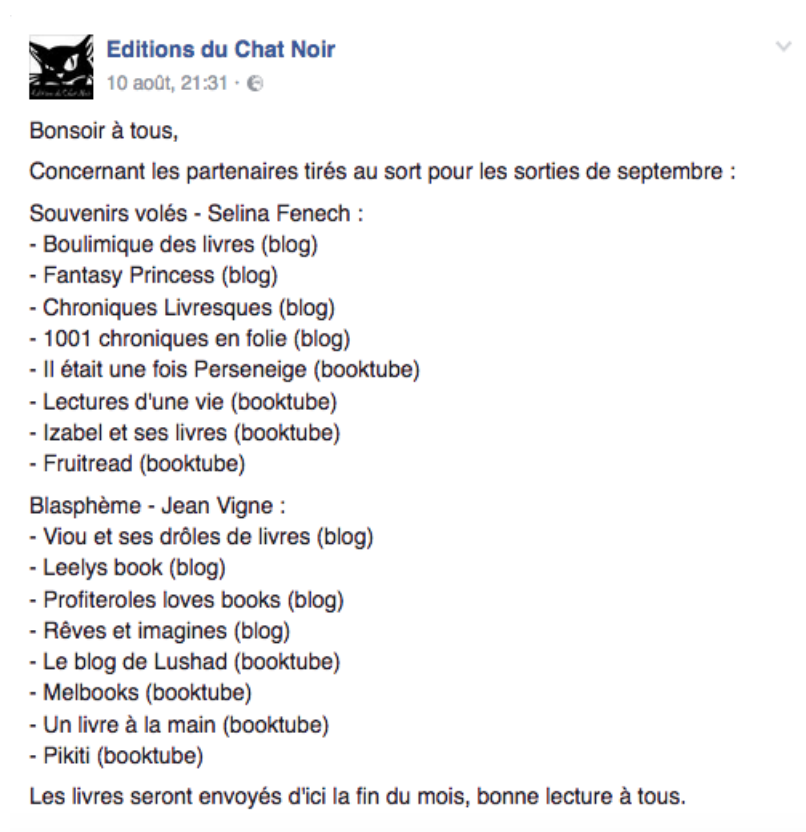 Editions du Chat Noir
10 août, 21:31 ·
Bonsoir à tous,
Concernant les partenaires tirés au sort pour les sorties de septembre :
Souvenirs volés - Selina Fenech :
- Boulimique des livres (blog)
- Fantasy Princess (blog)
- Chroniques Livresques (blog)
- 1001 chroniques en folie (blog)
- Il était une fois Perseneige (booktube)
- Lectures d'une vie (booktube)
- Izabel et ses livres (booktube)
- Fruitread (booktube)
Blasphème - Jean Vigne :
- Viou et ses drôles de livres (blog)
- Leelys book (blog)
- Profiteroles loves books (blog)
- Rêves et imagines (blog)
- Le blog de Lushad (booktube)
- Melbooks (booktube)
- Un livre à la main (booktube)
- Pikiti (booktube)
Les livres seront envoyés d'ici la fin du mois, bonne lecture à tous.